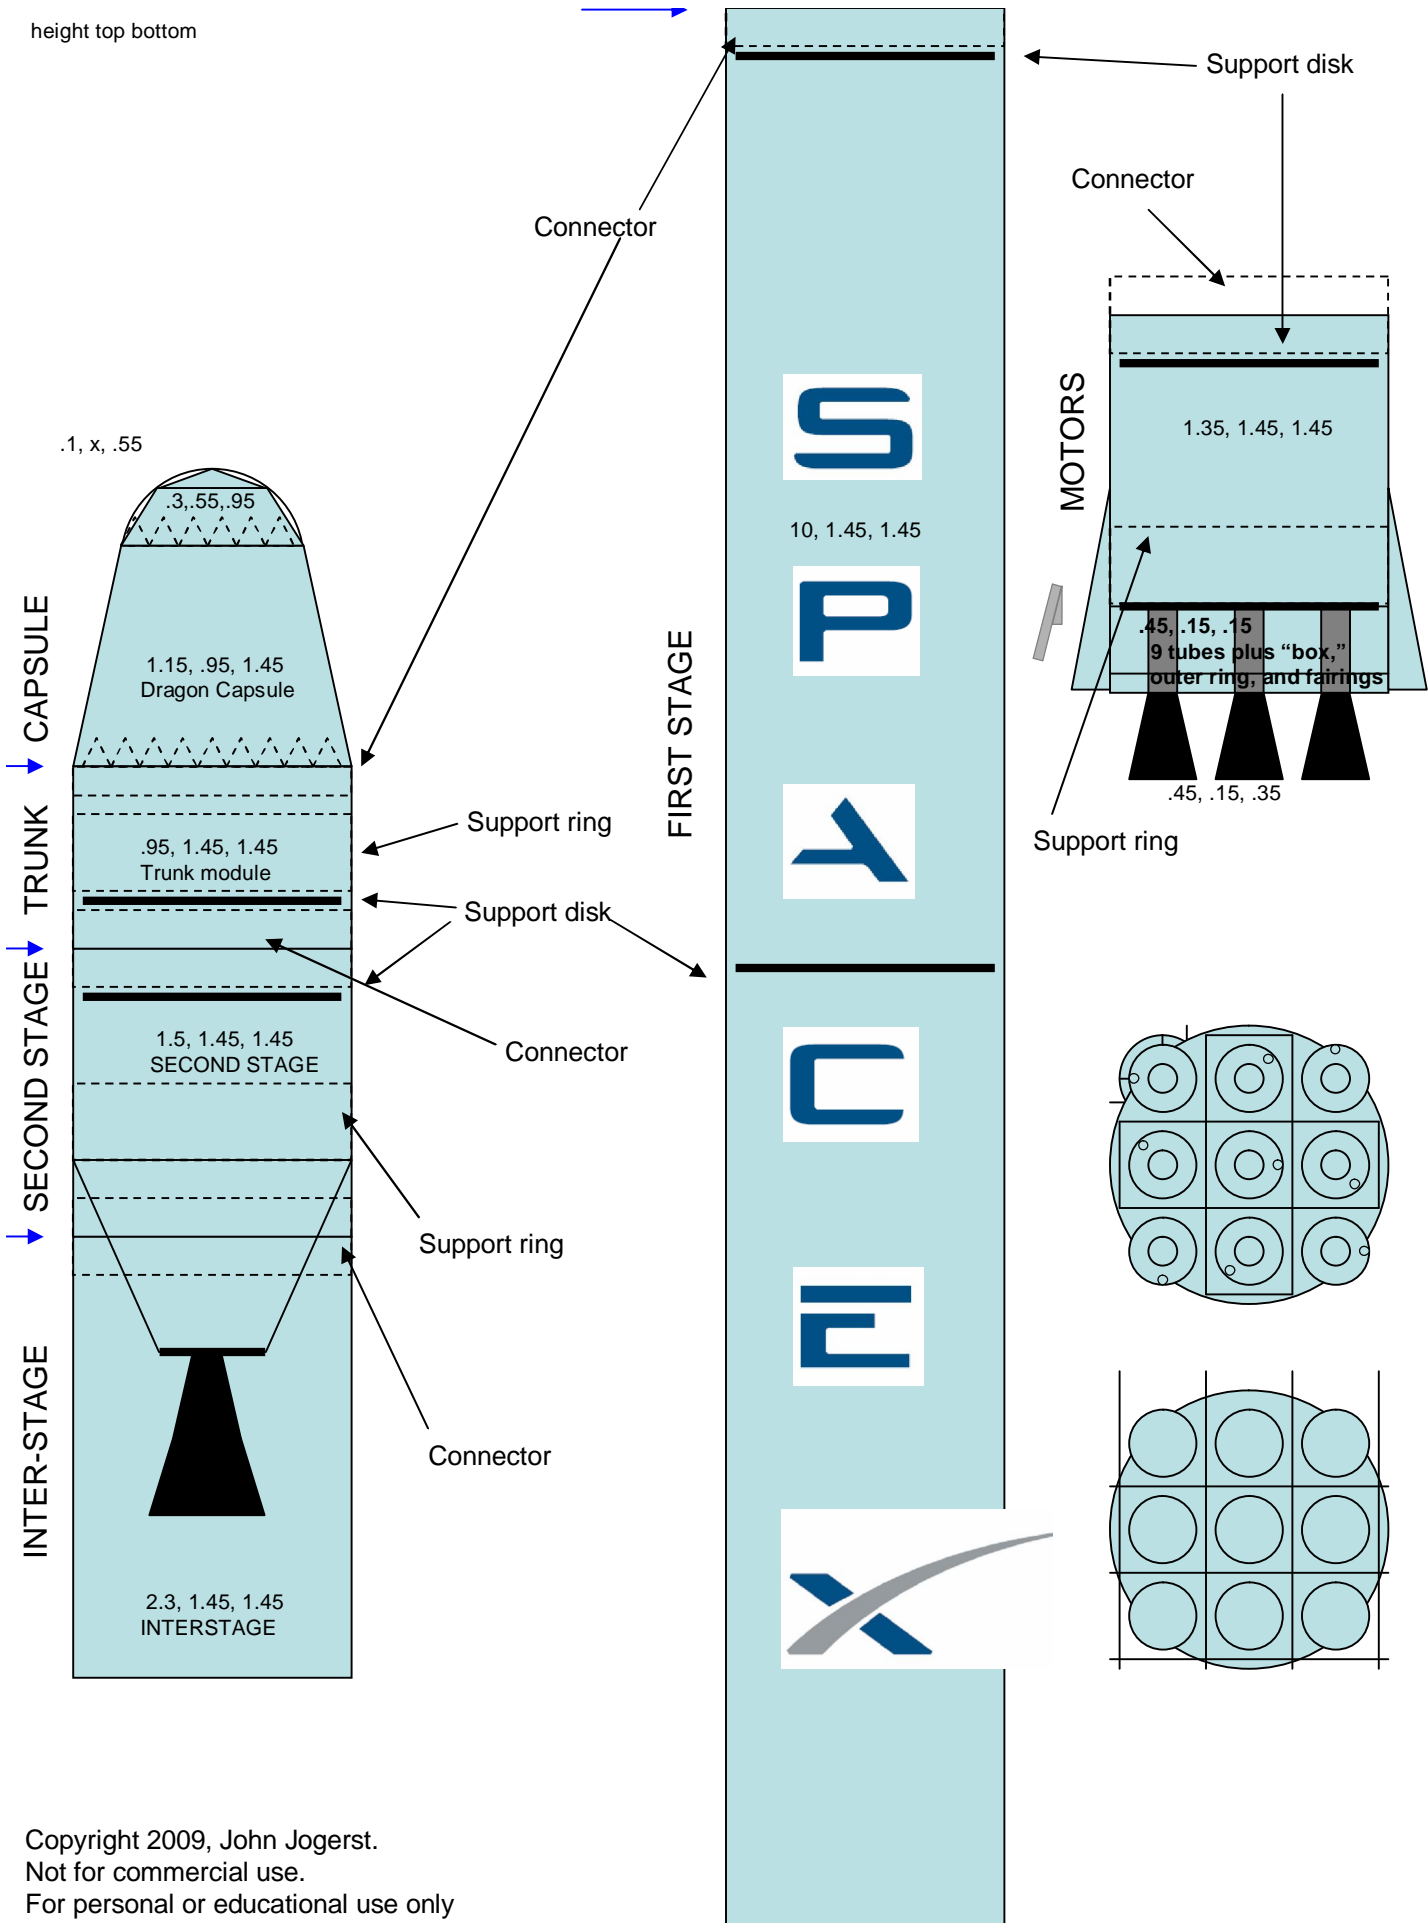 height top bottom
Support disk
Connector
Connector
MOTORS
1.35, 1.45, 1.45
.1, x, .55
.3,.55,.95
S
10, 1.45, 1.45
P
CAPSULE
1.15, .95, 1.45
Dragon Capsule
FIRST STAGE
.45, .15, .15
9 tubes plus “box,”
outer ring, and fairings
.45, .15, .35
Support ring
TRUNK
.95, 1.45, 1.45
Trunk module
Support ring
A
Support disk
SECOND STAGE
1.5, 1.45, 1.45
SECOND STAGE
Connector
C
Support ring
E
INTER-STAGE
Connector
X
2.3, 1.45, 1.45
INTERSTAGE
Copyright 2009, John Jogerst.
Not for commercial use.
For personal or educational use only